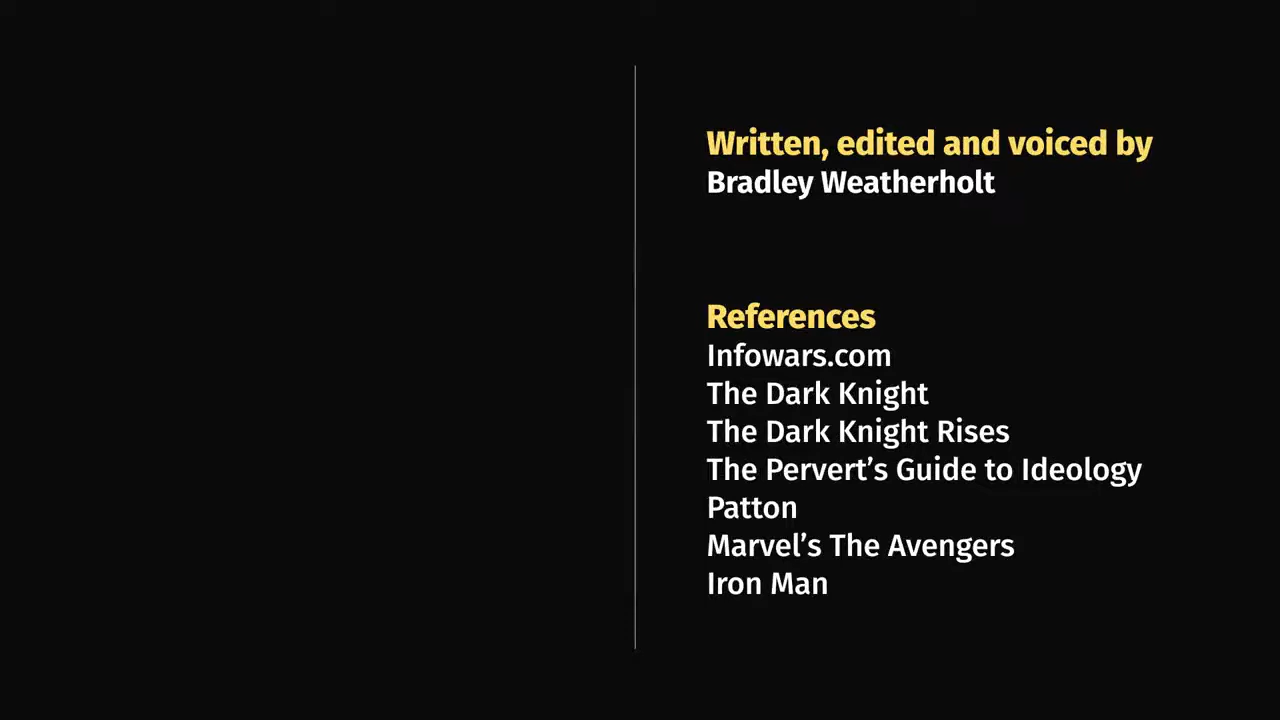 Written, edited and voiced by
Bradley Weatherholt
References
Infowars.com
The Dark Knight
The Dark Knight Rises
The Pervert’s Guide to Ideology
Patton
Marvel’s The Avengers
Iron Man